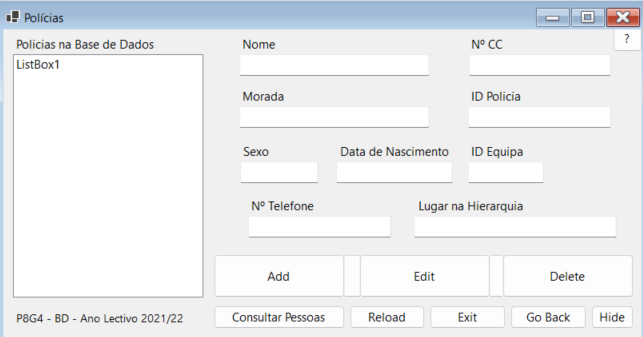 Polícias
?
Policias na Base de Dados
ListBox1
Nome
Nº CC
Morada
ID Policia
Sexo
Data de Nascimento
ID Equipa
Nº Telefone
Lugar na Hierarquia
Add
Edit
Delete
P8G4 - BD - Ano Lectivo 2021/22
Consultar Pessoas
Reload
Exit
Go Back
Hide